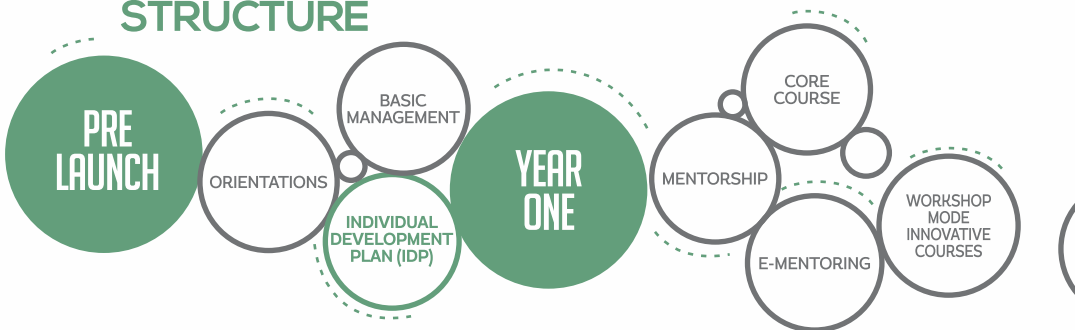 STRUCTURE
PRE
LAUNCH
ORIENTATIONS
BASIC
MANAGEMENT
INDIVIDUAL
DEVELOPMENT
PLAN (IDP)
YEAR
ONE
MENTORSHIP
CORE
COURSE
E-MENTORING
WORKSHOP
MODE
INNOVATIVE
COURSES